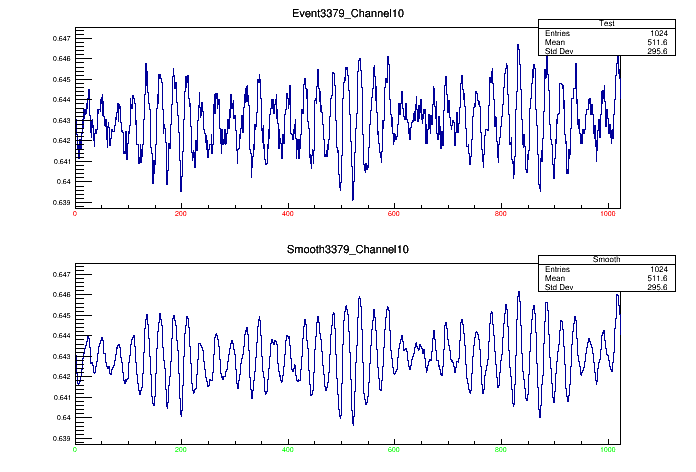 Event3379_Channel10
Test
Entries 1024
Mean 511.6
Std Dev 295.6
0.647
0.646
0.645
0.644
0.643
0.642
0.641
0.64
0.639
0 200 400 600 800 1000
Smooth3379_Channel10
Smooth
Entries 1024
Mean 511.6
Std Dev 295.6
0.647
0.646
0.645
0.644
0.643
0.642
0.641
0.64
0.639
0 200 400 600 800 1000